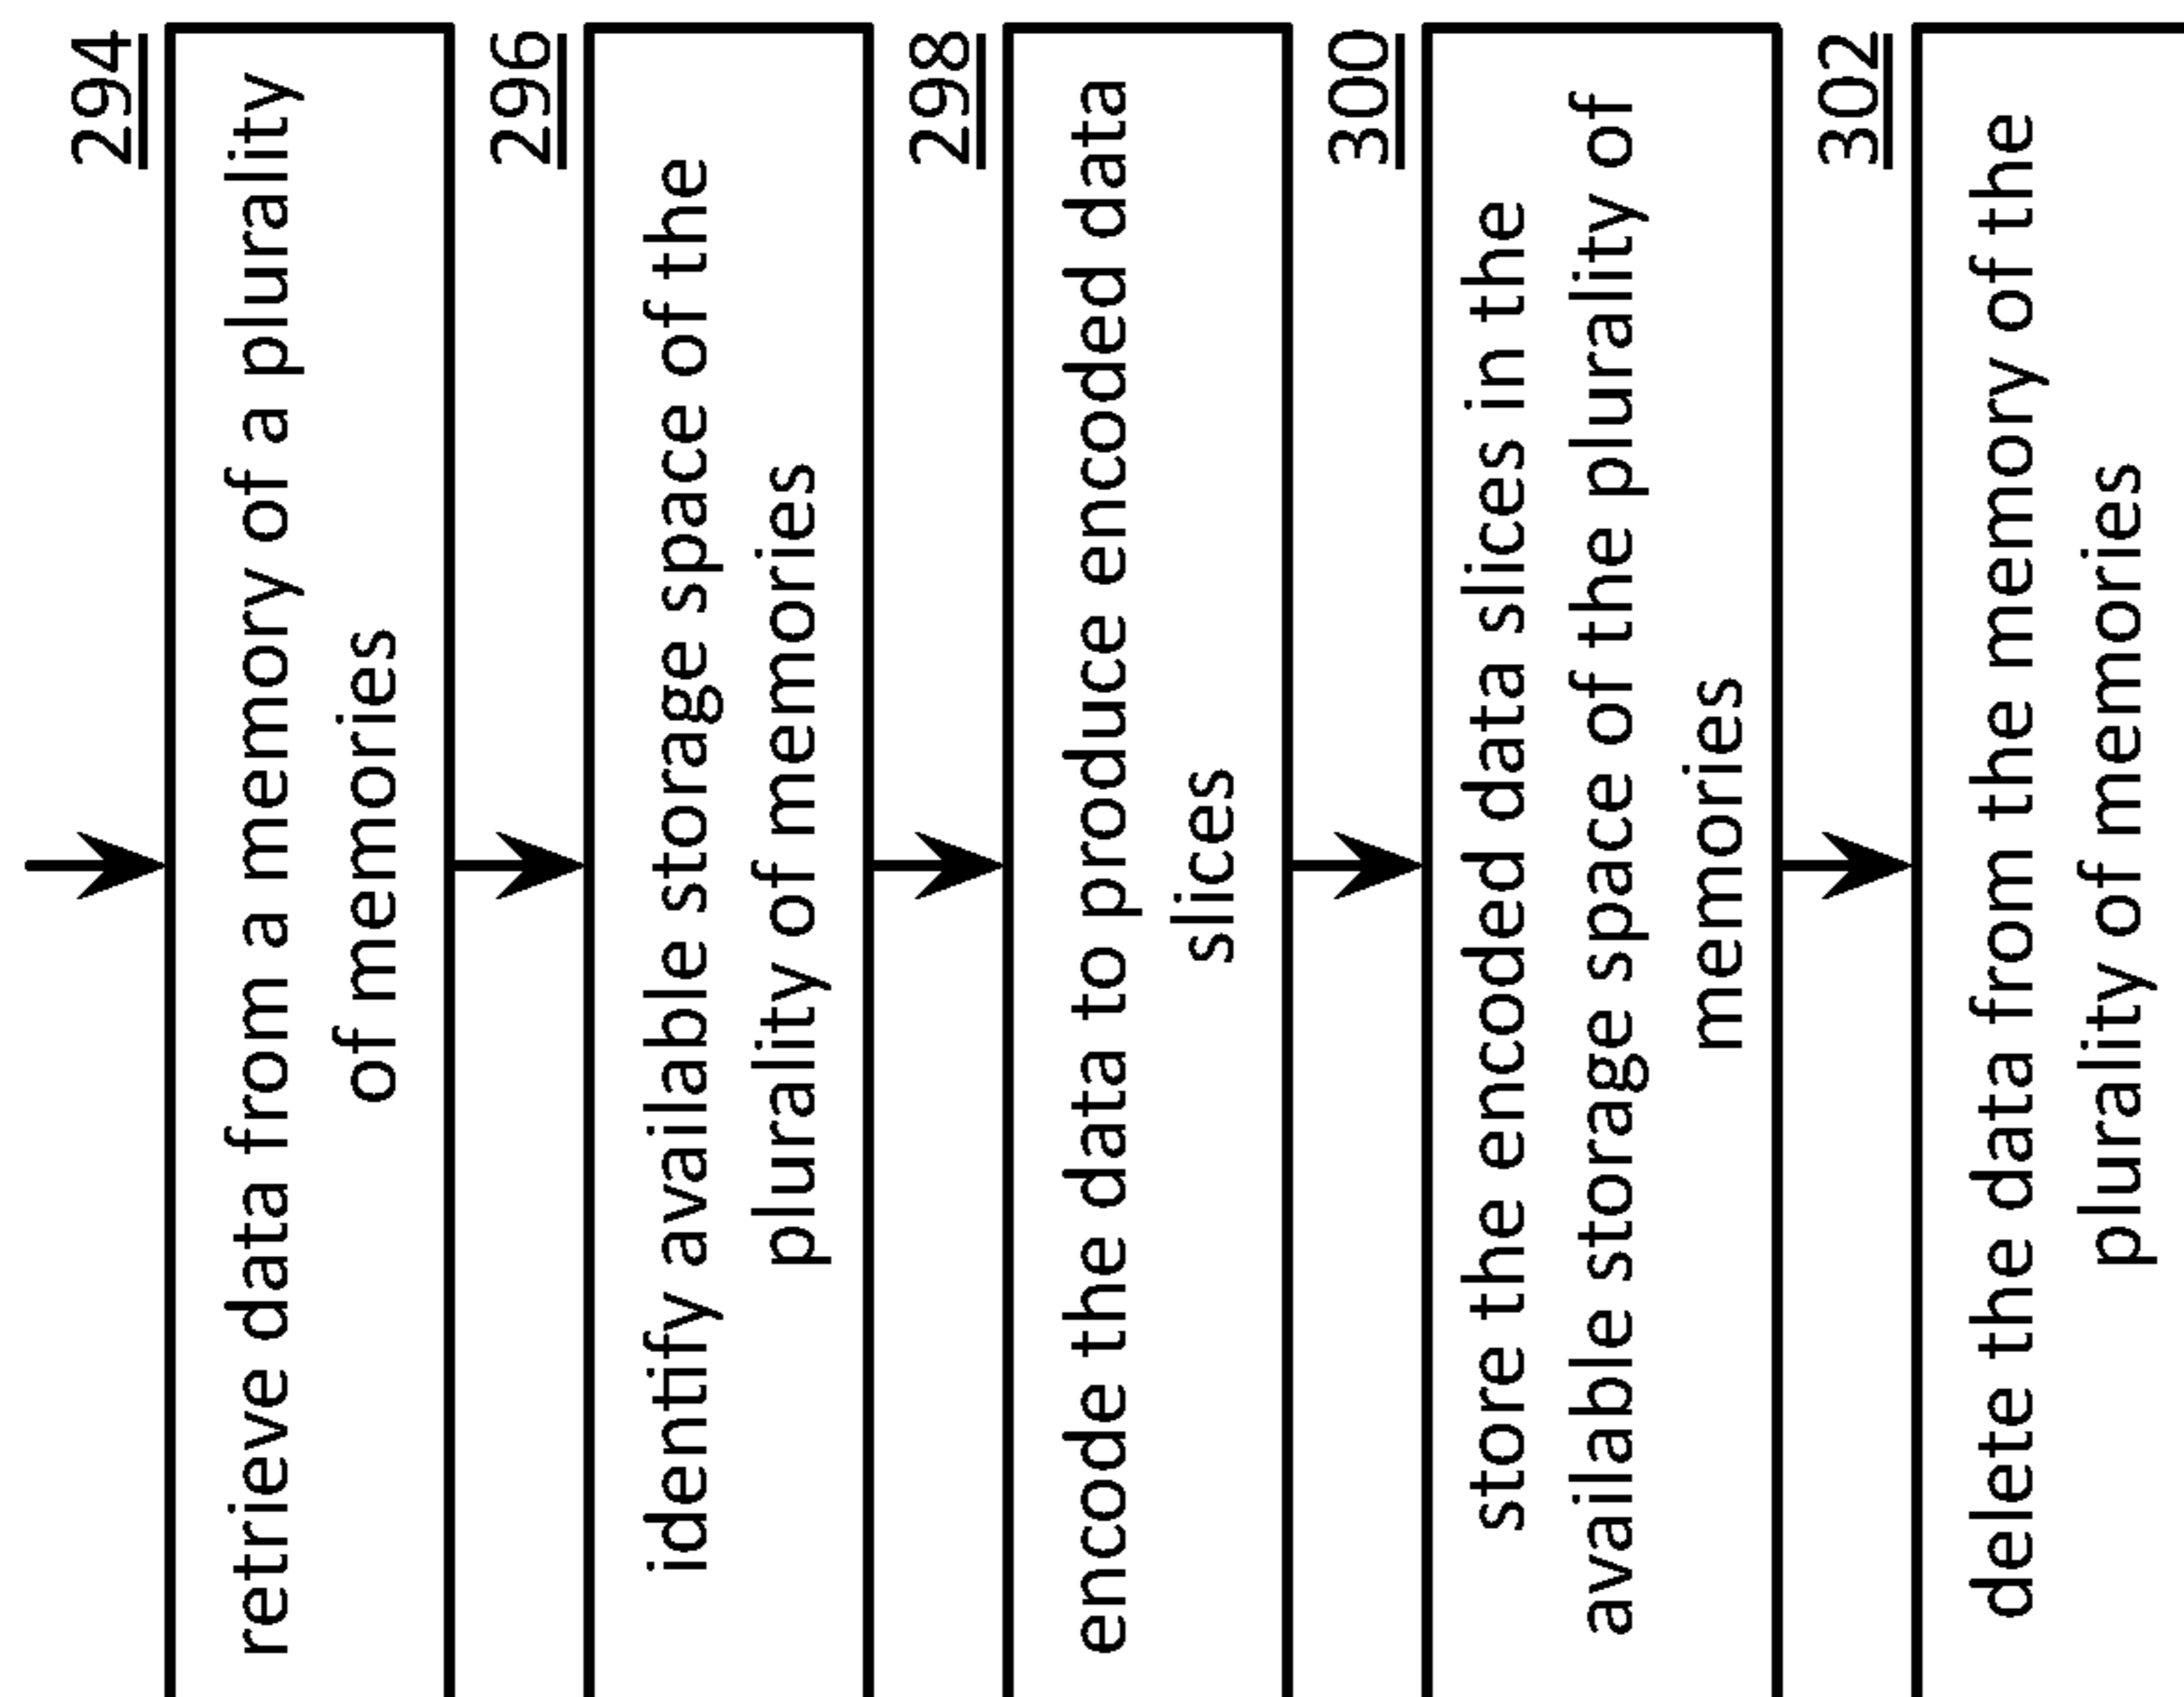 294
retrieve data from a memory of a plurality
of memories
296
identify available storage space of the
plurality of memories
298
encode the data to produce encoded data
slices
300
store the encoded data slices in the
available storage space of the plurality of
memories
302
delete the data from the memory of the
plurality of memories